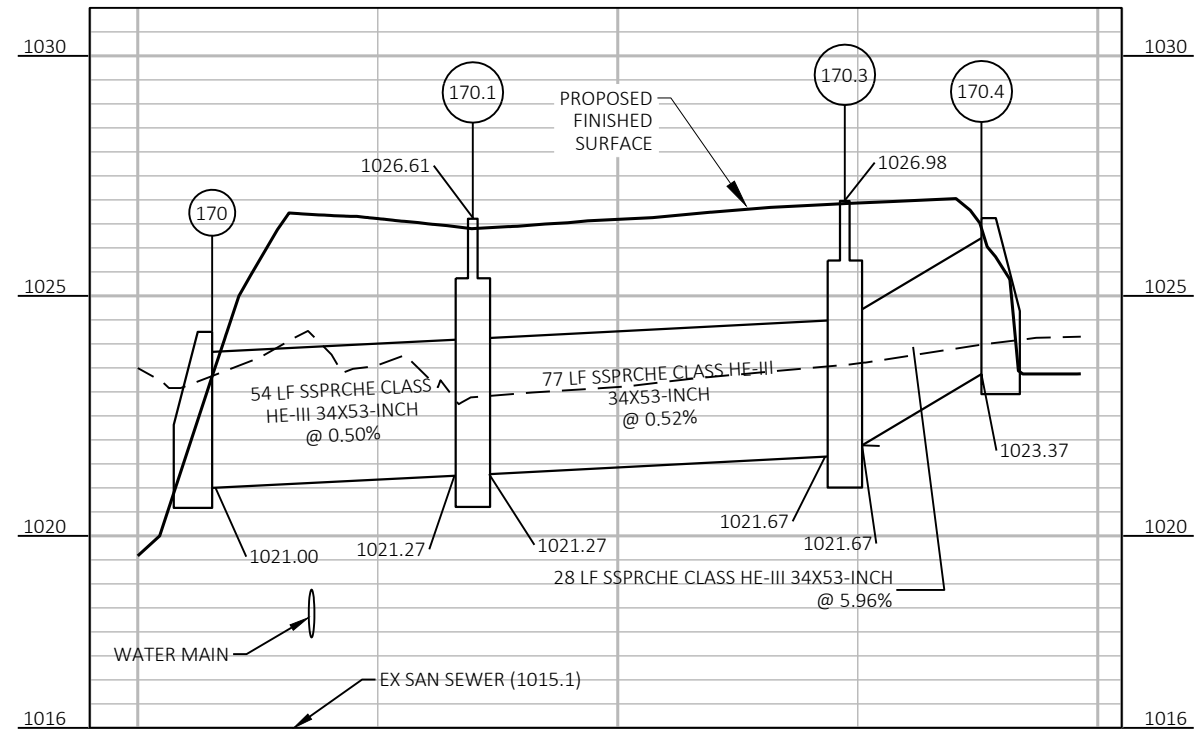 1030
1030
170.3
170.1
170.4
PROPOSED
FINISHED
SURFACE
1026.61
1026.98
170
1025
1025
54 LF SSPRCHE CLASS
HE-III 34X53-INCH
@ 0.50%
77 LF SSPRCHE CLASS HE-III
34X53-INCH
@ 0.52%
1023.37
1020
1020
1021.00
1021.27
1021.27
1021.67
1021.67
28 LF SSPRCHE CLASS HE-III 34X53-INCH
@ 5.96%
WATER MAIN
EX SAN SEWER (1015.1)
1016
1016